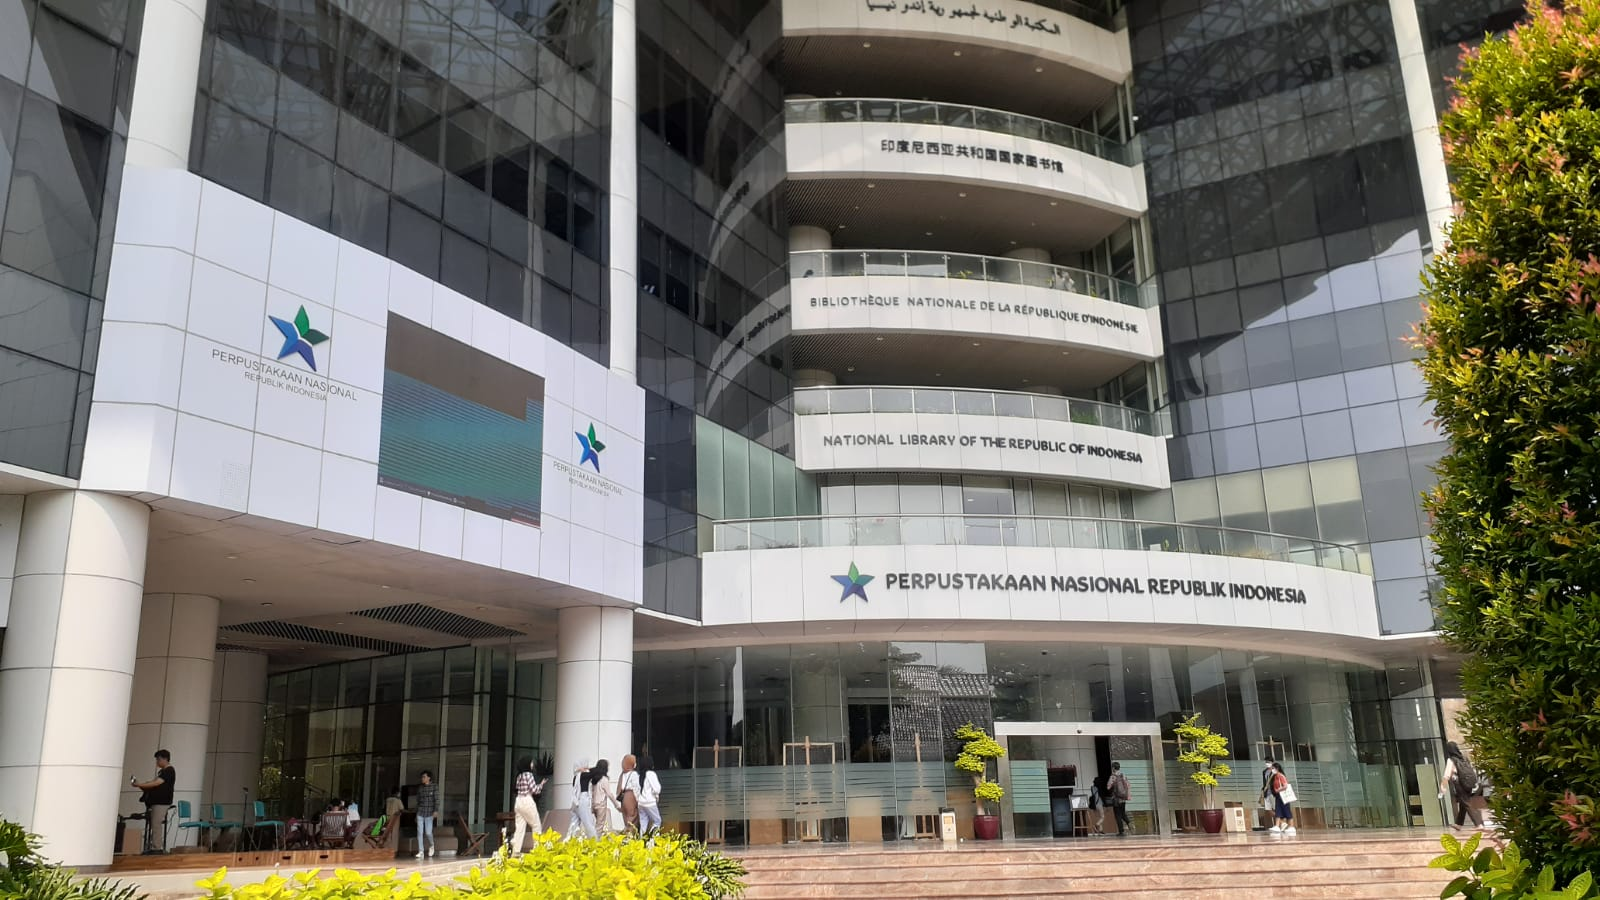 المكتبة الوطنيه لجمهورية إندونيسيا
印度尼西亚共和国国家图书馆
BIBLIOTHÈQUE NATIONALE DE LA RÉPUBLIQUE D'INDONÉSIE
NATIONAL LIBRARY OF THE REPUBLIC OF INDONESIA
PERPUSTAKAAN NASIONAL REPUBLIK INDONESIA
PERPUSTAKAAN NASIONAL
REPUBLIK INDONESIA
PERPUSTAKAAN NASIONAL
REPUBLIK INDONESIA